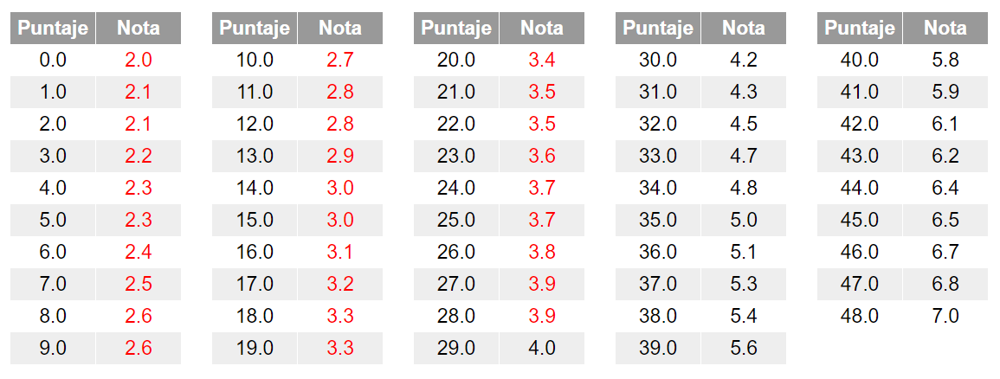 Puntaje Nota Puntaje Nota Puntaje Nota Puntaje Nota Puntaje Nota
0.0 2.0 10.0 2.7 20.0 3.4 30.0 4.2 40.0 5.8
1.0 2.1 11.0 2.8 21.0 3.5 31.0 4.3 41.0 5.9
2.0 2.1 12.0 2.8 22.0 3.5 32.0 4.5 42.0 6.1
3.0 2.2 13.0 2.9 23.0 3.6 33.0 4.7 43.0 6.2
4.0 2.3 14.0 3.0 24.0 3.7 34.0 4.8 44.0 6.4
5.0 2.3 15.0 3.0 25.0 3.7 35.0 5.0 45.0 6.5
6.0 2.4 16.0 3.1 26.0 3.8 36.0 5.1 46.0 6.7
7.0 2.5 17.0 3.2 27.0 3.9 37.0 5.3 47.0 6.8
8.0 2.6 18.0 3.3 28.0 3.9 38.0 5.4 48.0 7.0
9.0 2.6 19.0 3.3 29.0 4.0 39.0 5.6